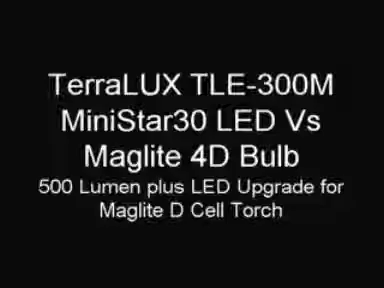 TerraLUX TLE-300M
MiniStar30 LED Vs
Maglite 4D Bulb
500 Lumen plus LED Upgrade for
Maglite D Cell Torch